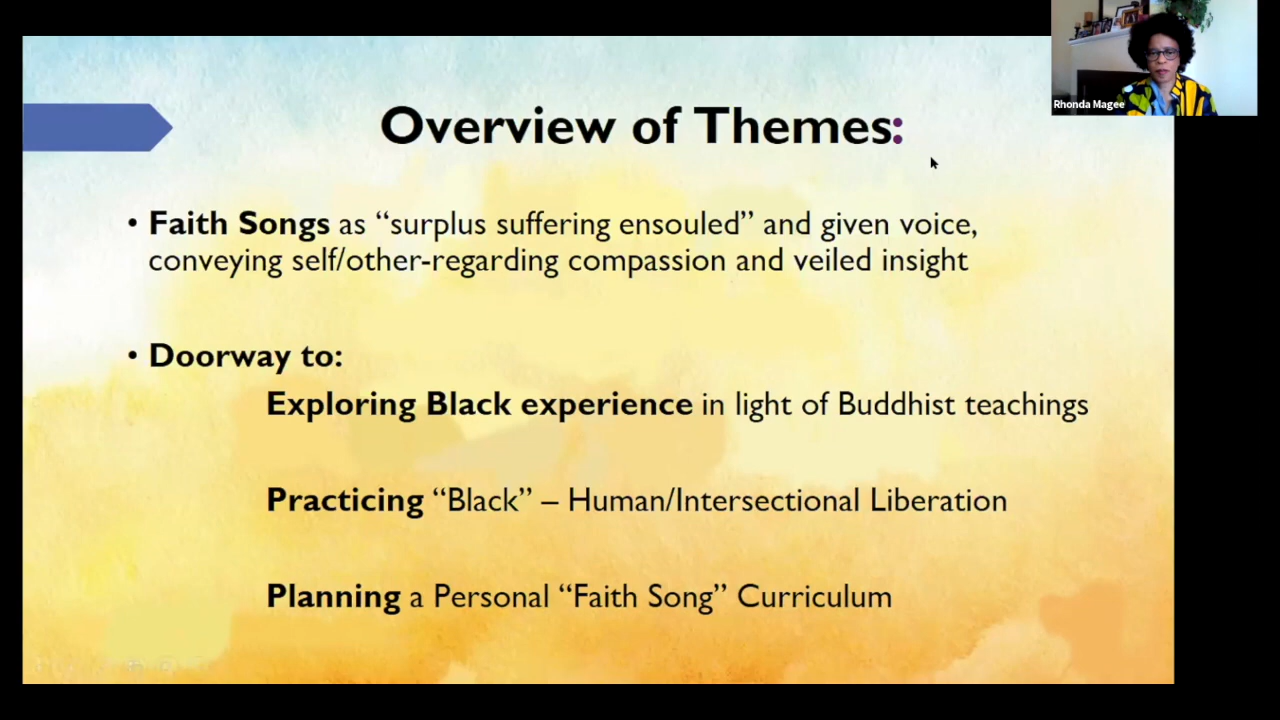 Rhonda Magee
Overview of Themes:
• Faith Songs as “surplus suffering ensouled” and given voice,
conveying self/other-regarding compassion and veiled insight
• Doorway to:
Exploring Black experience in light of Buddhist teachings
Practicing “Black” – Human/Intersectional Liberation
Planning a Personal “Faith Song” Curriculum